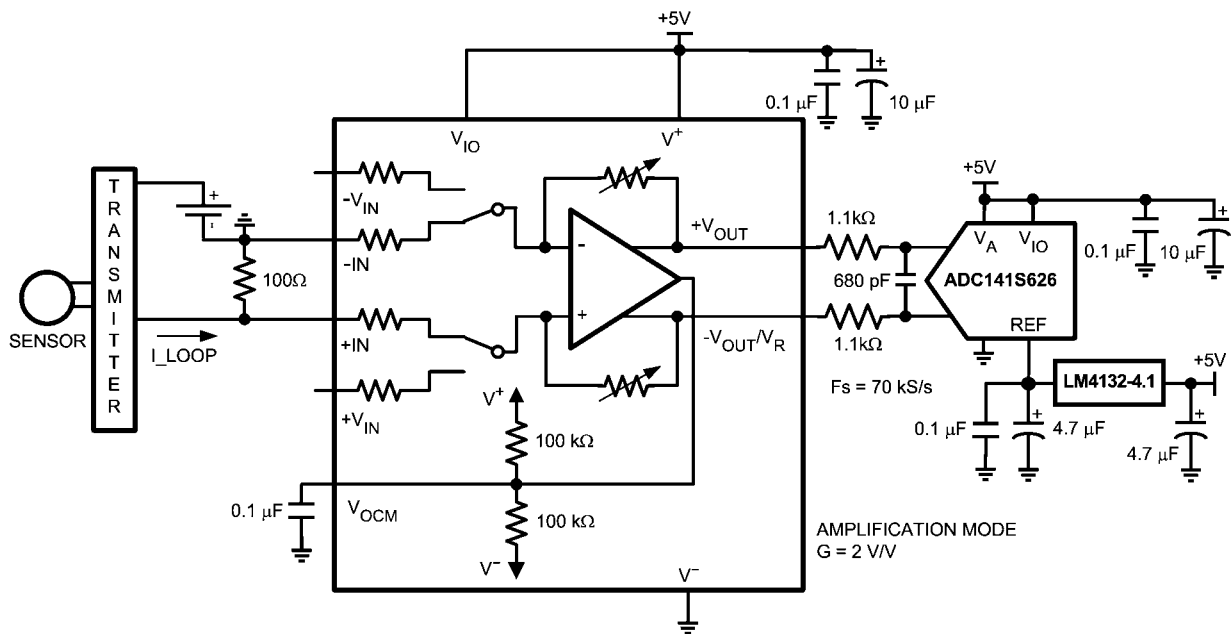 +5V
+
0.1 µF
10 µF
V_IO
V⁺
TRANSMITTER
+
-
−V_IN
−IN
100Ω
SENSOR
I_LOOP
+IN
+V_IN
-
+
+V_OUT
-V_OUT/V_R
1.1kΩ
680 pF
1.1kΩ
Fs = 70 kS/s
+5V
V_A
V_IO
ADC141S626
REF
+
0.1 µF
10 µF
LM4132-4.1
+5V
0.1 µF
+
4.7 µF
+
4.7 µF
V⁺
100 kΩ
100 kΩ
V⁻
0.1 µF
V_OCM
V⁻
AMPLIFICATION MODE
G = 2 V/V